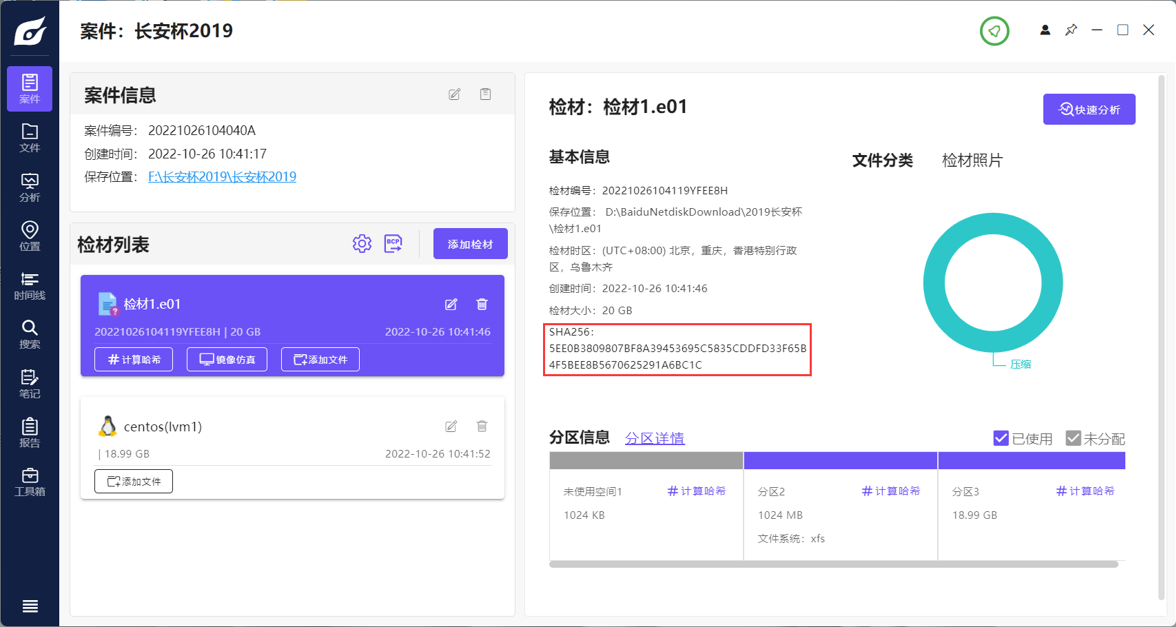 案件：长安杯2019
案件
文件
分析
位置
时间线
搜索
笔记
报告
工具箱
案件信息
案件编号： 20221026104040A
创建时间： 2022-10-26 10:41:17
保存位置： F:\长安杯2019\长安杯2019
检材列表
BCP
添加检材
检材1.e01
20221026104119YFEE8H | 20 GB 2022-10-26 10:41:46
计算哈希 镜像仿真 添加文件
centos(lvm1)
| 18.99 GB 2022-10-26 10:41:52
添加文件
检材：检材1.e01
快速分析
基本信息
检材编号：20221026104119YFEE8H
保存位置： D:\BaiduNetdiskDownload\2019长安杯
\检材1.e01
检材时区：(UTC+08:00) 北京，重庆，香港特别行政
区，乌鲁木齐
创建时间：2022-10-26 10:41:46
检材大小：20 GB
SHA256：
5EE0B3809807BF8A39453695C5835CDDFD33F65B
4F5BEE8B5670625291A6BC1C
文件分类 检材照片
压缩
分区信息 分区详情
已使用 未分配
未使用空间1 计算哈希
1024 KB
分区2 计算哈希
1024 MB
文件系统：xfs
分区3 计算哈希
18.99 GB